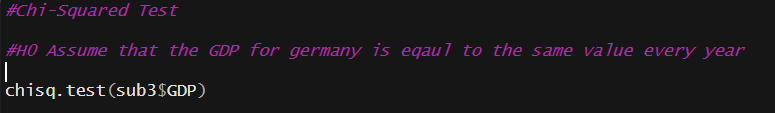 #Chi-Squared Test
#H0 Assume that the GDP for germany is eqaul to the same value every year
chisq.test(sub3$GDP)